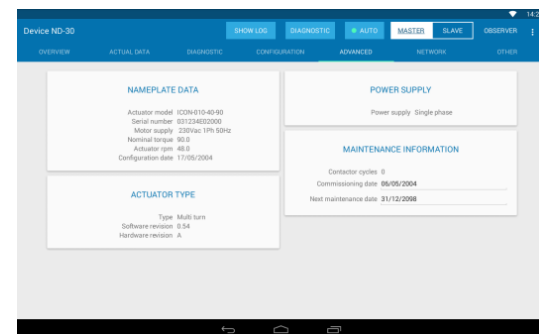 14:2
Device ND-30 SHOW LOG DIAGNOSTIC AUTO MASTER SLAVE OBSERVER
OVERVIEW ACTUAL DATA DIAGNOSTIC CONFIGURATION ADVANCED NETWORK OTHER
NAMEPLATE DATA
Actuator model ICON-010-40-90
Serial number 031234E02000
Motor supply 230Vac 1Ph 50Hz
Nominal torque 90.0
Actuator rpm 48.0
Configuration date 17/05/2004
ACTUATOR TYPE
Type Multi turn
Software revision 0.54
Hardware revision A
POWER SUPPLY
Power supply Single phase
MAINTENANCE INFORMATION
Contactor cycles 0
Commissioning date 05/05/2004
Next maintenance date 31/12/2098